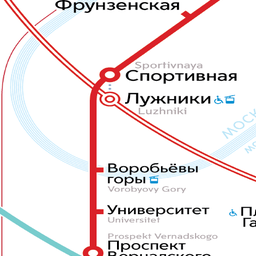 Фрунзенская
Sportivnaya
Спортивная
Лужники
Luzhniki
Воробьёвы
горы
Vorobyovy Gory
Университет
Universitet
Prospekt Vernadskogo
Проспект